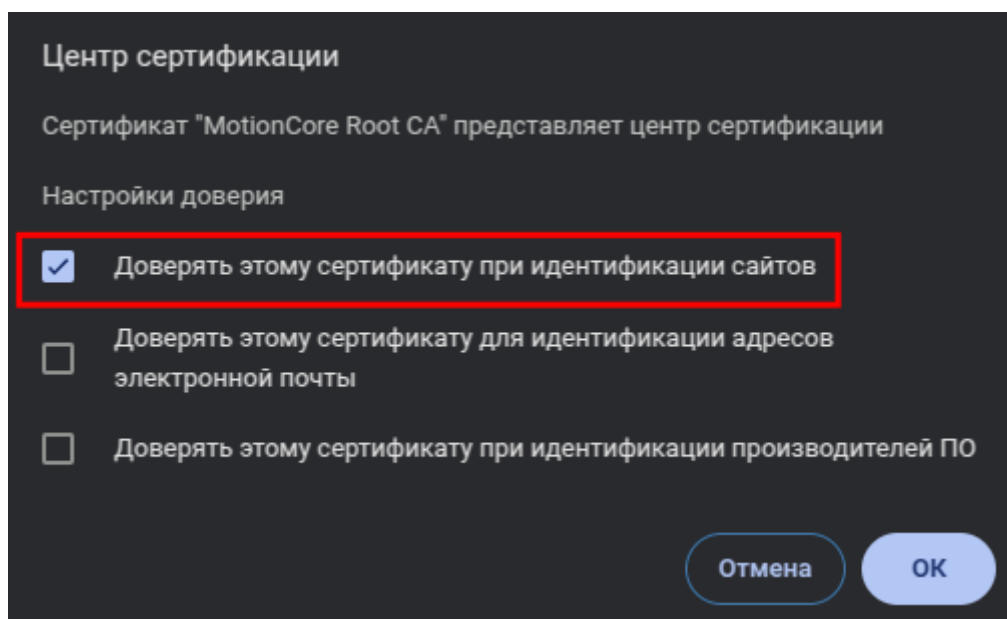 Центр сертификации
Сертификат "MotionCore Root CA" представляет центр сертификации
Настройки доверия
Доверять этому сертификату при идентификации сайтов
Доверять этому сертификату для идентификации адресов
электронной почты
Доверять этому сертификату при идентификации производителей ПО
Отмена
ОК